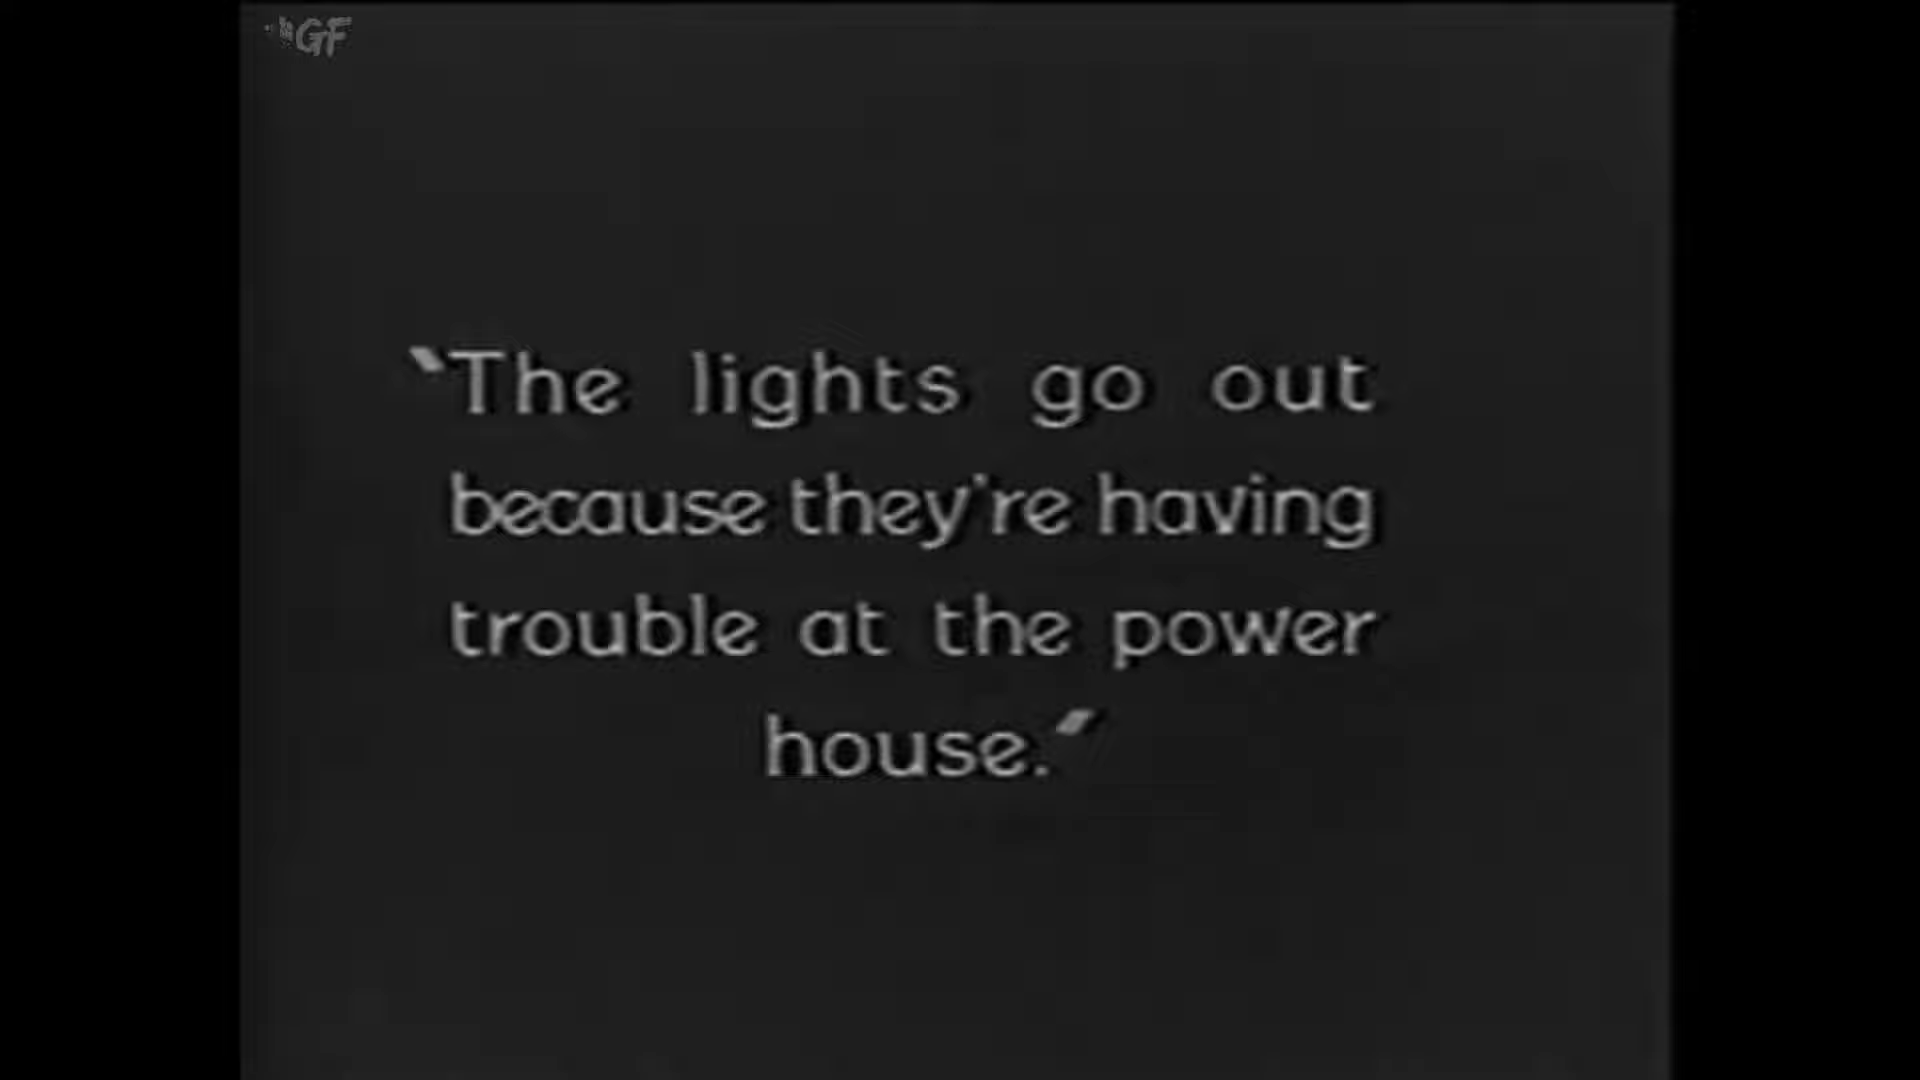 GF
"The lights go out
because they're having
trouble at the power
house."